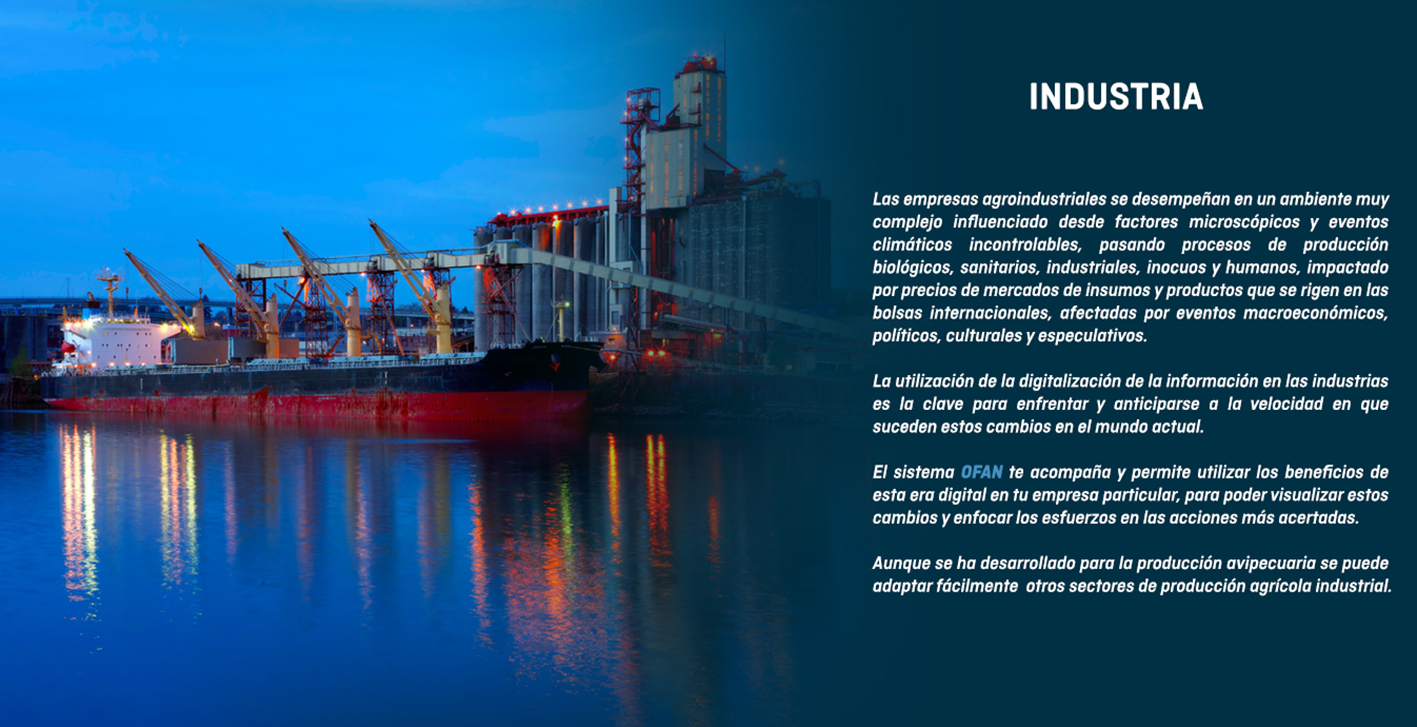 INDUSTRIA
Las empresas agroindustriales se desempeñan en un ambiente muy
complejo influenciado desde factores microscópicos y eventos
climáticos incontrolables, pasando procesos de producción
biológicos, sanitarios, industriales, inocuos y humanos, impactado
por precios de mercados de insumos y productos que se rigen en las
bolsas internacionales, afectadas por eventos macroeconómicos,
políticos, culturales y especulativos.
La utilización de la digitalización de la información en las industrias
es la clave para enfrentar y anticiparse a la velocidad en que
suceden estos cambios en el mundo actual.
El sistema OFAN te acompaña y permite utilizar los beneficios de
esta era digital en tu empresa particular, para poder visualizar estos
cambios y enfocar los esfuerzos en las acciones más acertadas.
Aunque se ha desarrollado para la producción avipecuaria se puede
adaptar fácilmente otros sectores de producción agrícola industrial.